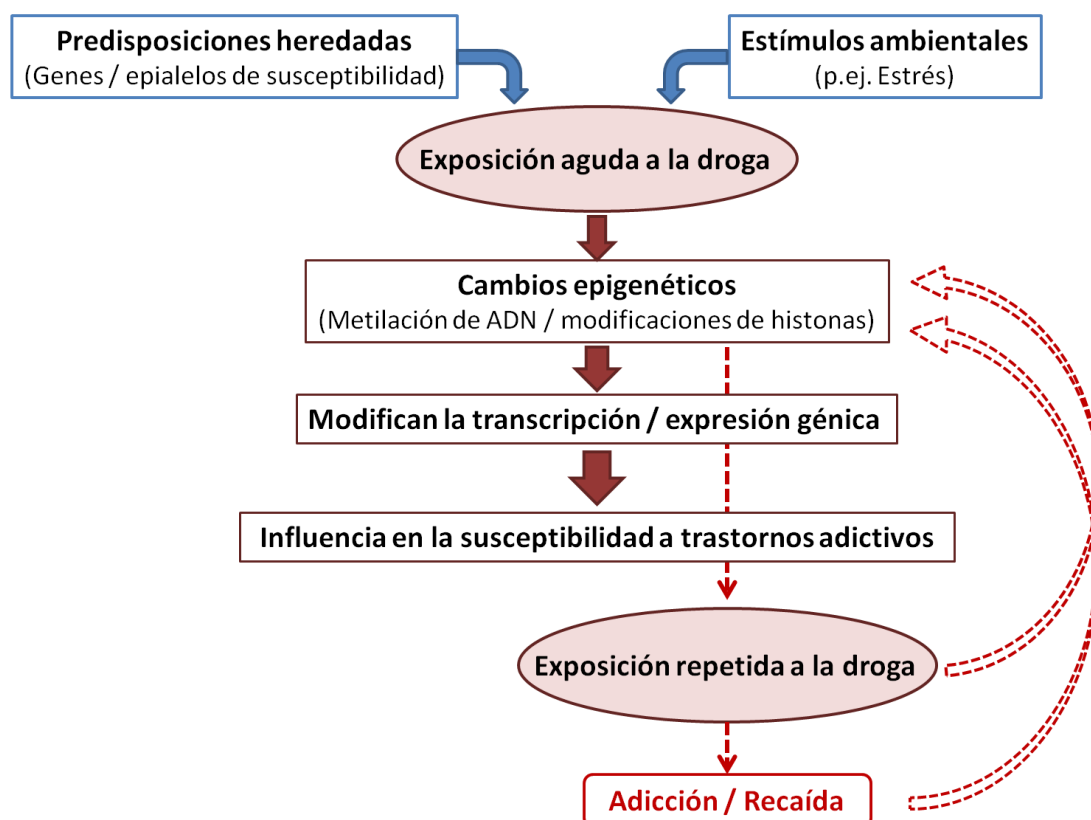 Predisposiciones heredadas
(Genes / epialelos de susceptibilidad)
Estímulos ambientales
(p.ej. Estrés)
Exposición aguda a la droga
Cambios epigenéticos
(Metilación de ADN / modificaciones de histonas)
Modifican la transcripción / expresión génica
Influencia en la susceptibilidad a trastornos adictivos
Exposición repetida a la droga
Adicción / Recaída